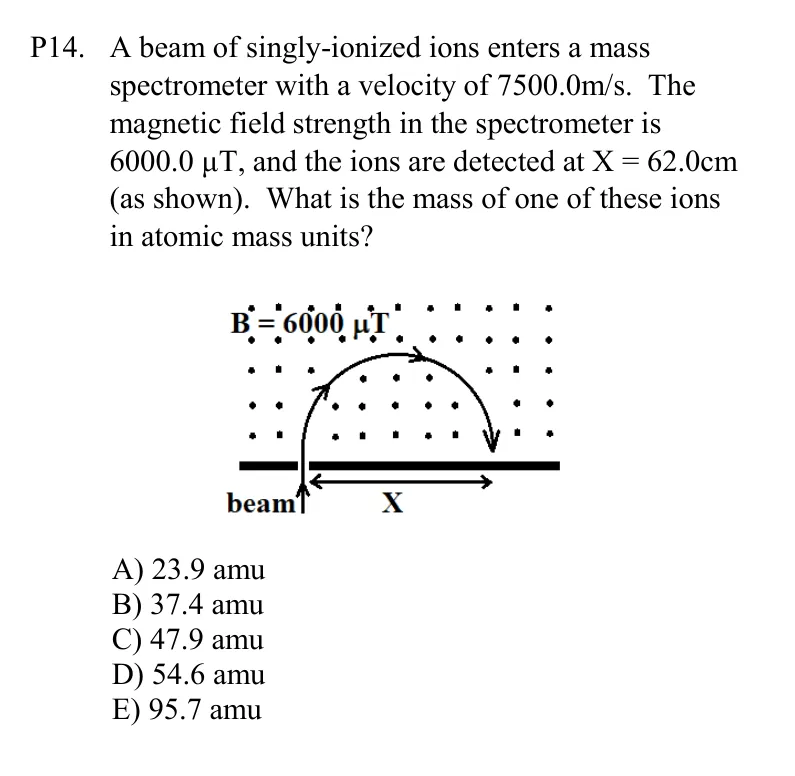 P14. A beam of singly-ionized ions enters a mass
spectrometer with a velocity of 7500.0m/s. The
magnetic field strength in the spectrometer is
6000.0 μT, and the ions are detected at X = 62.0cm
(as shown). What is the mass of one of these ions
in atomic mass units?
B = 6000 μT
beam
X
A) 23.9 amu
B) 37.4 amu
C) 47.9 amu
D) 54.6 amu
E) 95.7 amu